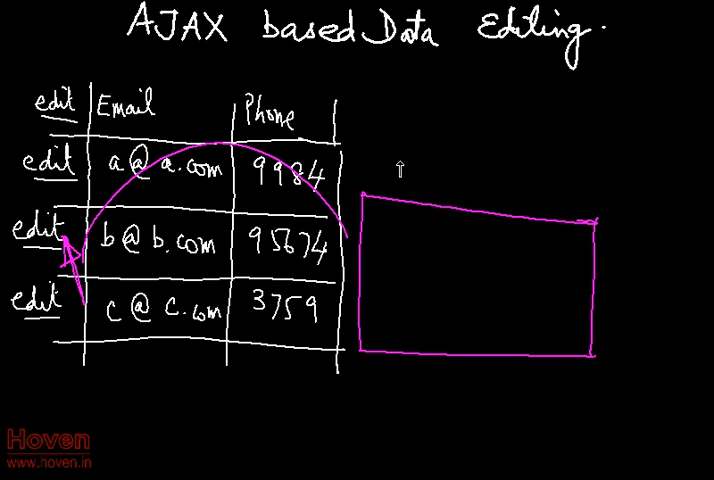 AJAX based Data Editing.
edit Email Phone
edit a@a.com 9984
edit b@b.com 95674
edit c@c.com 3759
Hoven
www.hoven.in